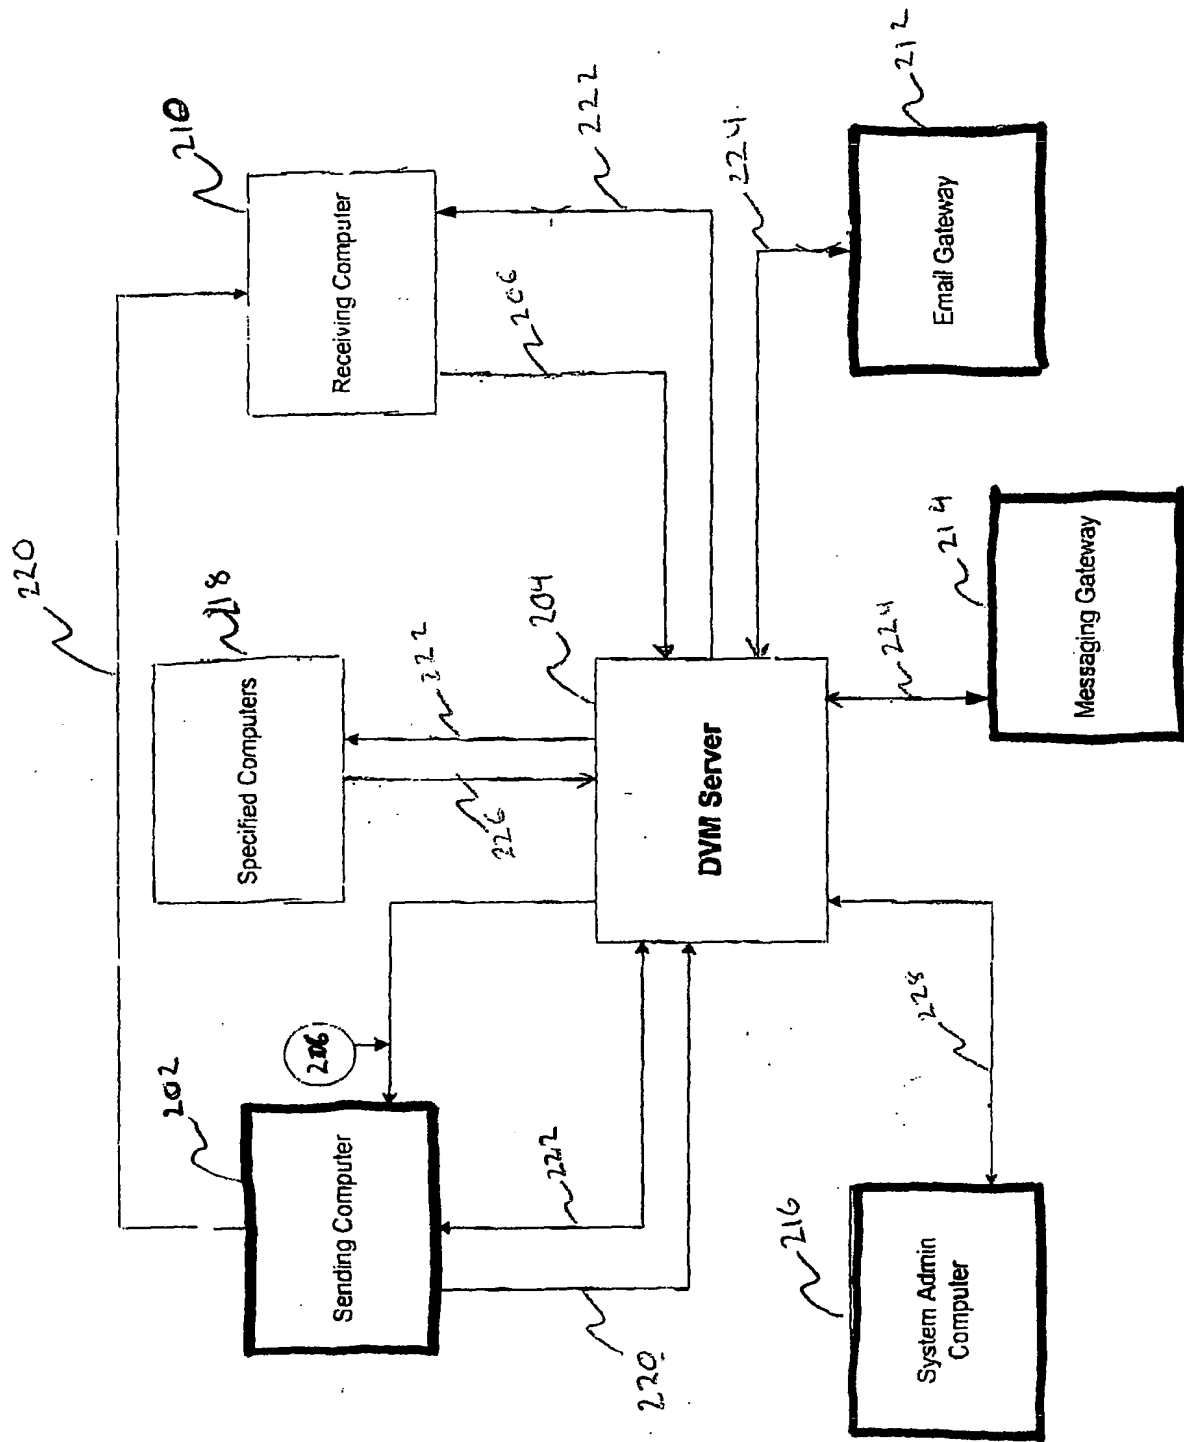 220
202
Sending Computer
206
218
Specified Computers
210
Receiving Computer
222
226
222
206
222
220
204
DVM Server
224
224
228
216
System Admin
Computer
214
Messaging Gateway
212
Email Gateway